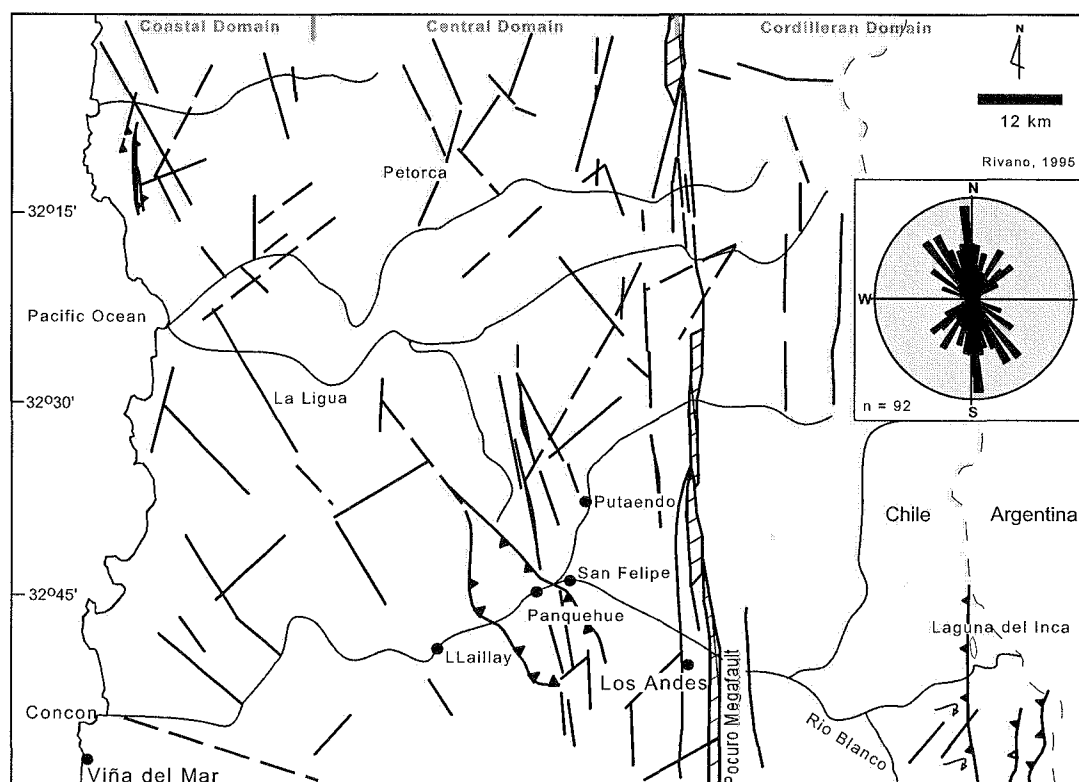 Coastal Domain
Central Domain
Cordilleran Domain
N
12 km
Rivano, 1995
Petorca
32º15'
N
W
S
n = 92
Pacific Ocean
La Ligua
32º30'
Putaendo
Chile
Argentina
San Felipe
32º45'
Panquehue
Laguna del Inca
LLaillay
Los Andes
Pocuro Megafault
Concon
Rio Blanco
Viña del Mar